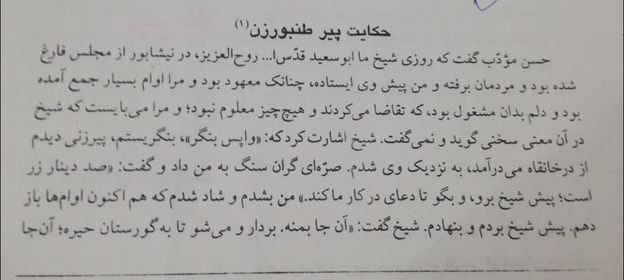 حکایت پیر طنبورزن(۱)
حسن مؤدّب گفت که روزی شیخ ما ابوسعید قدّس‌ا... روح‌العزیز، در نیشابور از مجلس فارغ
شده بود و مردمان برفته و من پیش وی ایستاده، چنانک معهود بود و مرا اوام بسیار جمع آمده
بود و دلم بدان مشغول بود، که تقاضا می‌کردند و هیچ‌چیز معلوم نبود؛ و مرا می‌بایست که شیخ
در آن معنی سخنی گوید و نمی‌گفت. شیخ اشارت کرد که: «واپس بنگر»، بنگریستم، پیرزنی دیدم
از در خانقاه می‌درآمد، به نزدیک وی شدم. صرّه‌ای گران سنگ به من داد و گفت: «صد دینار زر
است؛ پیش شیخ برو، و بگو تا دعای در کار ما کند.» من بشدم و شاد شدم که هم اکنون اوام‌ها باز
دهم. پیش شیخ بردم و بنهادم. شیخ گفت: «آن جا بمنه. بردار و می‌شو تا به گورستان حیره؛ آن‌جا